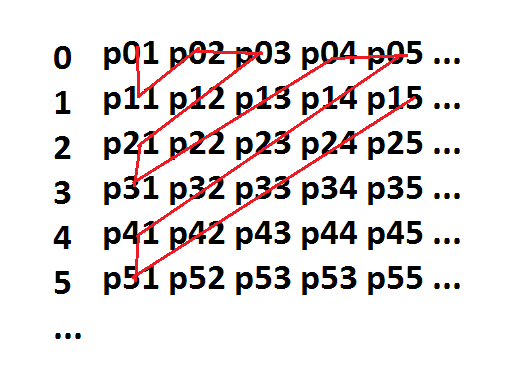 0 p01 p02 p03 p04 p05 ...
1 p11 p12 p13 p14 p15 ...
2 p21 p22 p23 p24 p25 ...
3 p31 p32 p33 p34 p35 ...
4 p41 p42 p43 p44 p45 ...
5 p51 p52 p53 p53 p55 ...
...